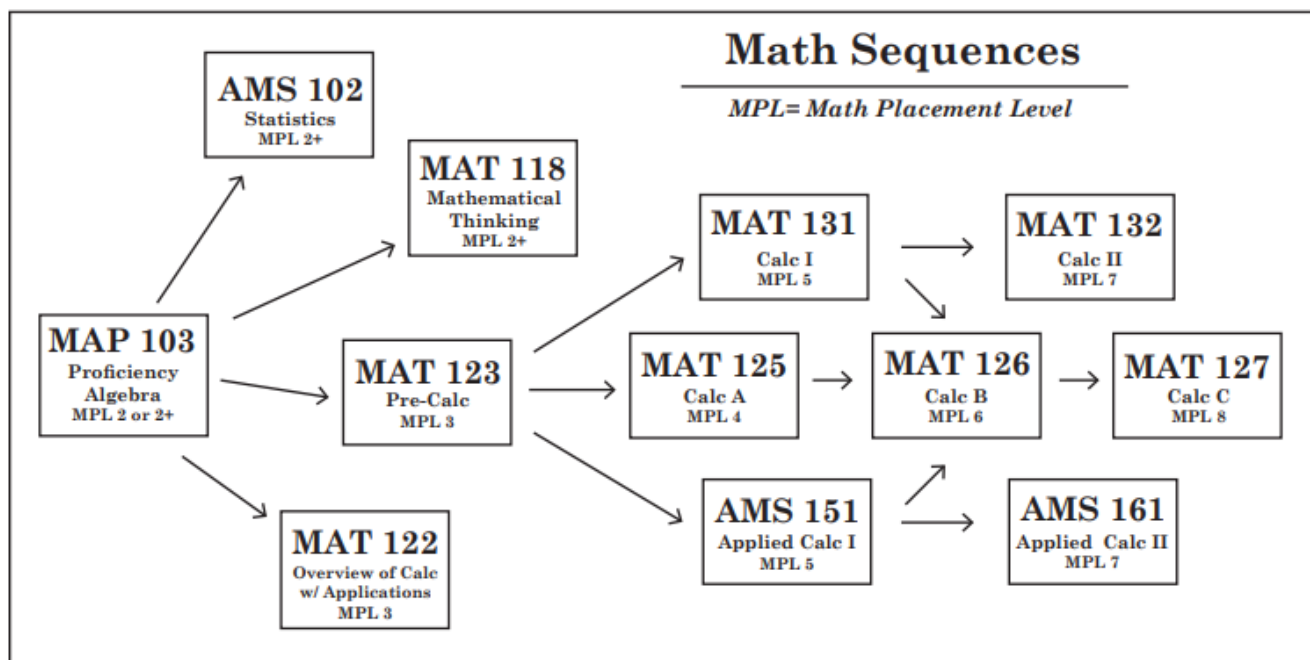 Math Sequences
MPL= Math Placement Level
AMS 102
Statistics
MPL 2+
MAT 118
Mathematical
Thinking
MPL 2+
MAP 103
Proficiency
Algebra
MPL 2 or 2+
MAT 123
Pre-Calc
MPL 3
MAT 122
Overview of Calc
w/ Applications
MPL 3
MAT 131
Calc I
MPL 5
MAT 132
Calc II
MPL 7
MAT 125
Calc A
MPL 4
MAT 126
Calc B
MPL 6
MAT 127
Calc C
MPL 8
AMS 151
Applied Calc I
MPL 5
AMS 161
Applied Calc II
MPL 7